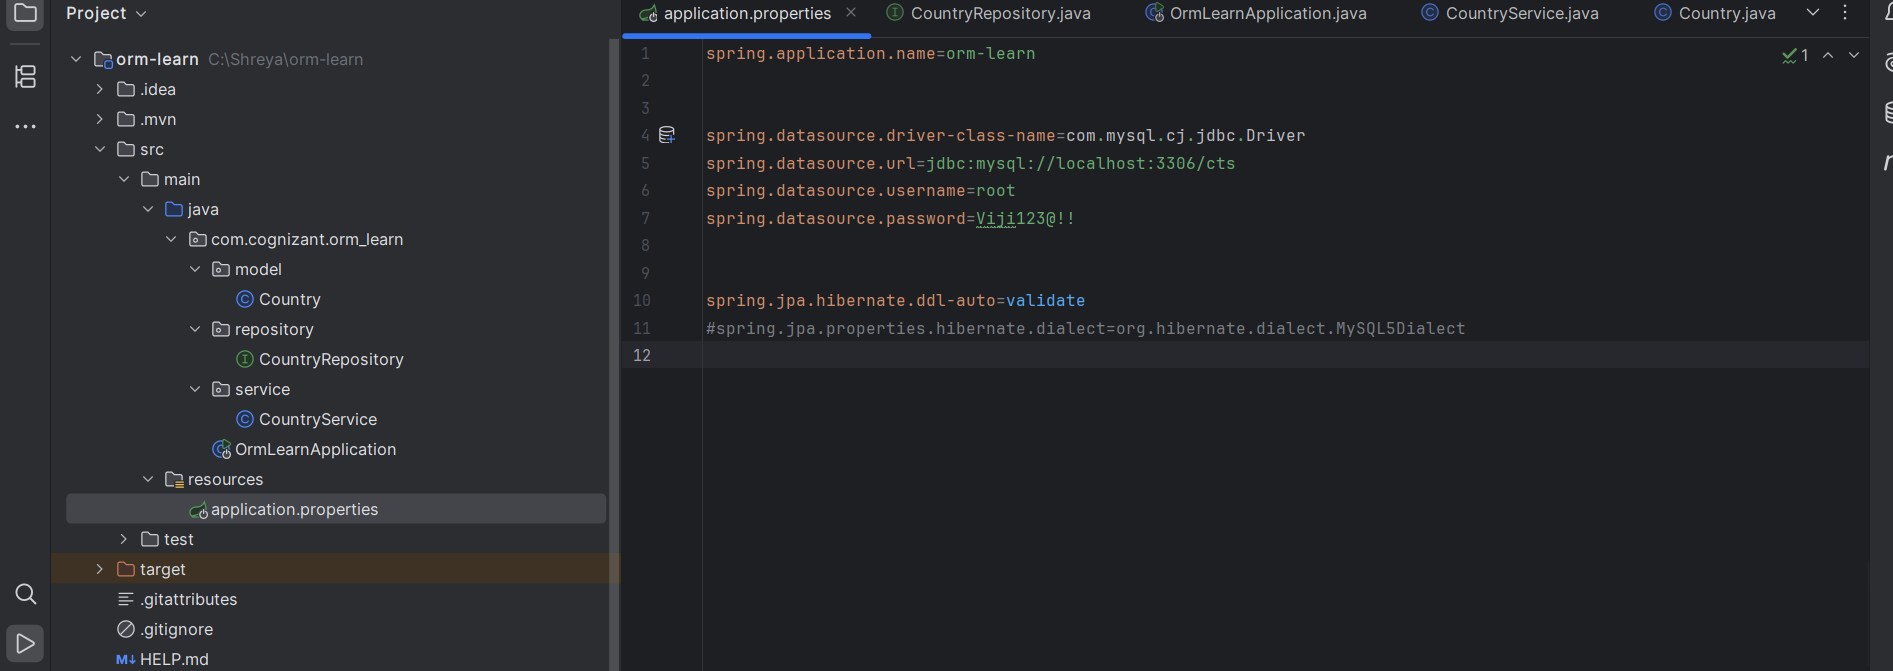 Project
orm-learn C:\Shreya\orm-learn
.idea
.mvn
src
main
java
com.cognizant.orm_learn
model
Country
repository
CountryRepository
service
CountryService
OrmLearnApplication
resources
application.properties
test
target
.gitattributes
.gitignore
M↓ HELP.md
application.properties CountryRepository.java OrmLearnApplication.java CountryService.java Country.java
1 spring.application.name=orm-learn 1
2
3
4 spring.datasource.driver-class-name=com.mysql.cj.jdbc.Driver
5 spring.datasource.url=jdbc:mysql://localhost:3306/cts
6 spring.datasource.username=root
7 spring.datasource.password=Viji123@!!
8
9
10 spring.jpa.hibernate.ddl-auto=validate
11 #spring.jpa.properties.hibernate.dialect=org.hibernate.dialect.MySQL5Dialect
12